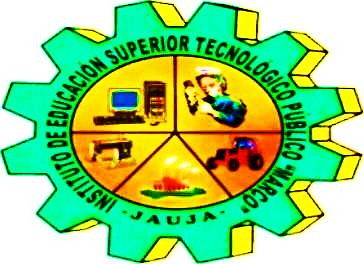 INSTITUTO DE EDUCACIÓN SUPERIOR TECNOLÓGICO PÚBLICO "MARCO"
- JAUJA -